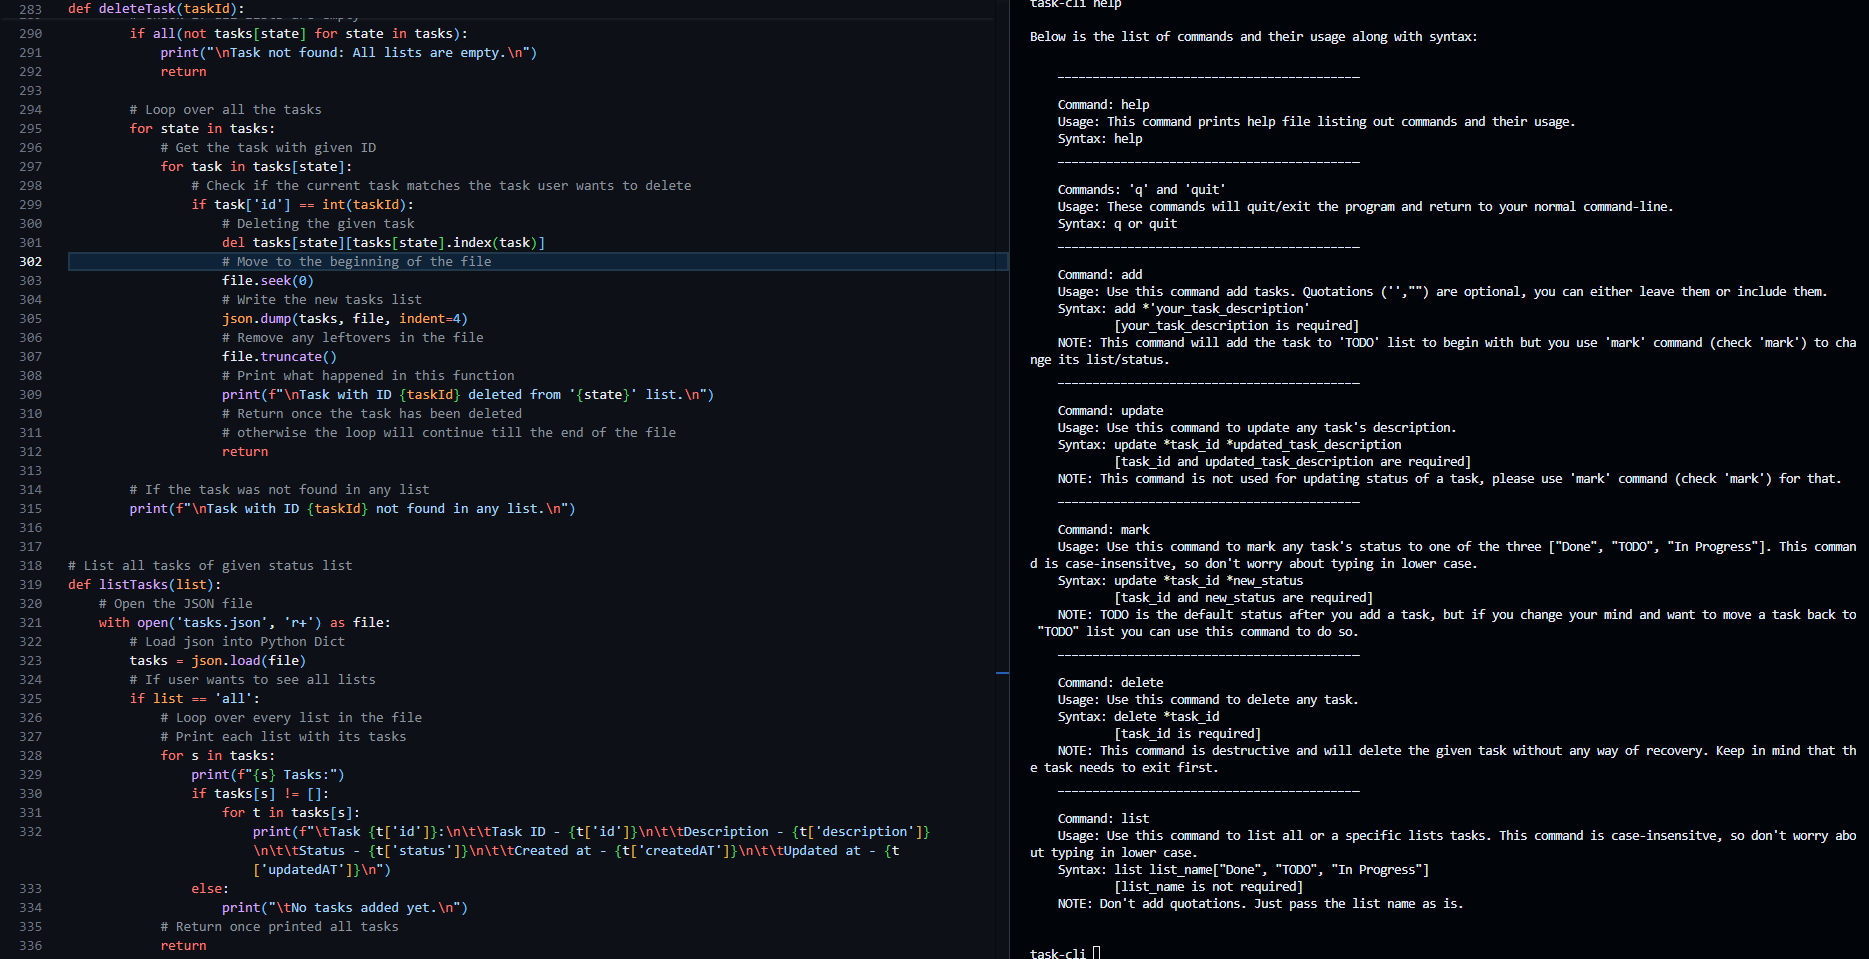 283 def deleteTask(taskId):
290 if all(not tasks[state] for state in tasks):
291 print("\nTask not found: All lists are empty.\n")
292 return
293
294 # Loop over all the tasks
295 for state in tasks:
296 # Get the task with given ID
297 for task in tasks[state]:
298 # Check if the current task matches the task user wants to delete
299 if task['id'] == int(taskId):
300 # Deleting the given task
301 del tasks[state][tasks[state].index(task)]
302 # Move to the beginning of the file
303 file.seek(0)
304 # Write the new tasks list
305 json.dump(tasks, file, indent=4)
306 # Remove any leftovers in the file
307 file.truncate()
308 # Print what happened in this function
309 print(f"\nTask with ID {taskId} deleted from '{state}' list.\n")
310 # Return once the task has been deleted
311 # otherwise the loop will continue till the end of the file
312 return
313
314 # If the task was not found in any list
315 print(f"\nTask with ID {taskId} not found in any list.\n")
316
317
318 # List all tasks of given status list
319 def listTasks(list):
320 # Open the JSON file
321 with open('tasks.json', 'r+') as file:
322 # Load json into Python Dict
323 tasks = json.load(file)
324 # If user wants to see all lists
325 if list == 'all':
326 # Loop over every list in the file
327 # Print each list with its tasks
328 for s in tasks:
329 print(f"{s} Tasks:")
330 if tasks[s] != []:
331 for t in tasks[s]:
332 print(f"\tTask {t['id']}:\n\t\tTask ID - {t['id']}\n\t\tDescription - {t['description']}
\n\t\tStatus - {t['status']}\n\t\tCreated at - {t['createdAT']}\n\t\tUpdated at - {t
['updatedAT']}\n")
333 else:
334 print("\tNo tasks added yet.\n")
335 # Return once printed all tasks
336 return
task-cli help
Below is the list of commands and their usage along with syntax:
___________________________________________
Command: help
Usage: This command prints help file listing out commands and their usage.
Syntax: help
___________________________________________
Commands: 'q' and 'quit'
Usage: These commands will quit/exit the program and return to your normal command-line.
Syntax: q or quit
___________________________________________
Command: add
Usage: Use this command add tasks. Quotations ('',"") are optional, you can either leave them or include them.
Syntax: add *'your_task_description'
[your_task_description is required]
NOTE: This command will add the task to 'TODO' list to begin with but you use 'mark' command (check 'mark') to cha
nge its list/status.
___________________________________________
Command: update
Usage: Use this command to update any task's description.
Syntax: update *task_id *updated_task_description
[task_id and updated_task_description are required]
NOTE: This command is not used for updating status of a task, please use 'mark' command (check 'mark') for that.
___________________________________________
Command: mark
Usage: Use this command to mark any task's status to one of the three ["Done", "TODO", "In Progress"]. This comman
d is case-insensitve, so don't worry about typing in lower case.
Syntax: update *task_id *new_status
[task_id and new_status are required]
NOTE: TODO is the default status after you add a task, but if you change your mind and want to move a task back to
"TODO" list you can use this command to do so.
___________________________________________
Command: delete
Usage: Use this command to delete any task.
Syntax: delete *task_id
[task_id is required]
NOTE: This command is destructive and will delete the given task without any way of recovery. Keep in mind that th
e task needs to exit first.
___________________________________________
Command: list
Usage: Use this command to list all or a specific lists tasks. This command is case-insensitve, so don't worry abo
ut typing in lower case.
Syntax: list list_name["Done", "TODO", "In Progress"]
[list_name is not required]
NOTE: Don't add quotations. Just pass the list name as is.
task-cli